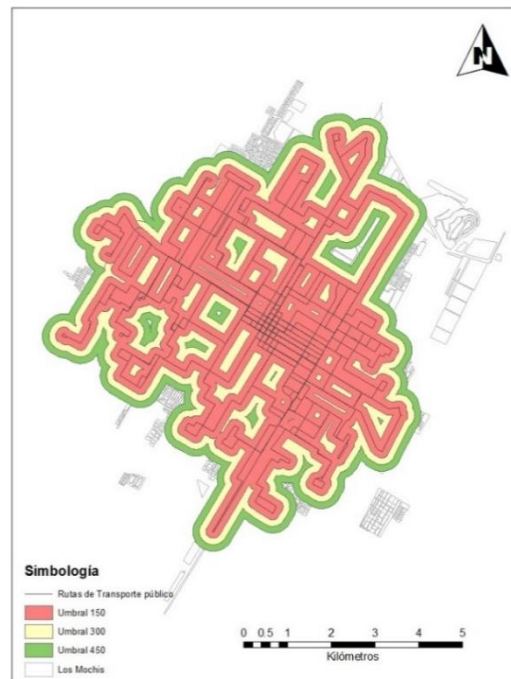 N
Simbología
Rutas de Transporte público
Umbral 150
Umbral 300
Umbral 450
Los Mochis
0 0.5 1 2 3 4 5
Kilómetros